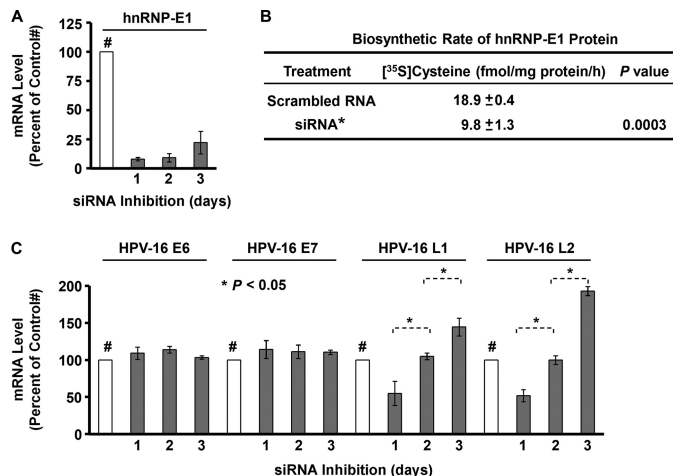 A
hnRNP-E1
mRNA Level
(Percent of Control#)
125
100
75
50
25
0
#
1 2 3
siRNA Inhibition (days)
B
Biosynthetic Rate of hnRNP-E1 Protein
Treatment [³⁵S]Cysteine (fmol/mg protein/h) P value
Scrambled RNA 18.9 ±0.4
siRNA* 9.8 ±1.3 0.0003
C
HPV-16 E6 HPV-16 E7 HPV-16 L1 HPV-16 L2
* P < 0.05
mRNA Level
(Percent of Control#)
200
150
100
50
0
# # # #
* * * *
1 2 3 1 2 3 1 2 3 1 2 3
siRNA Inhibition (days)